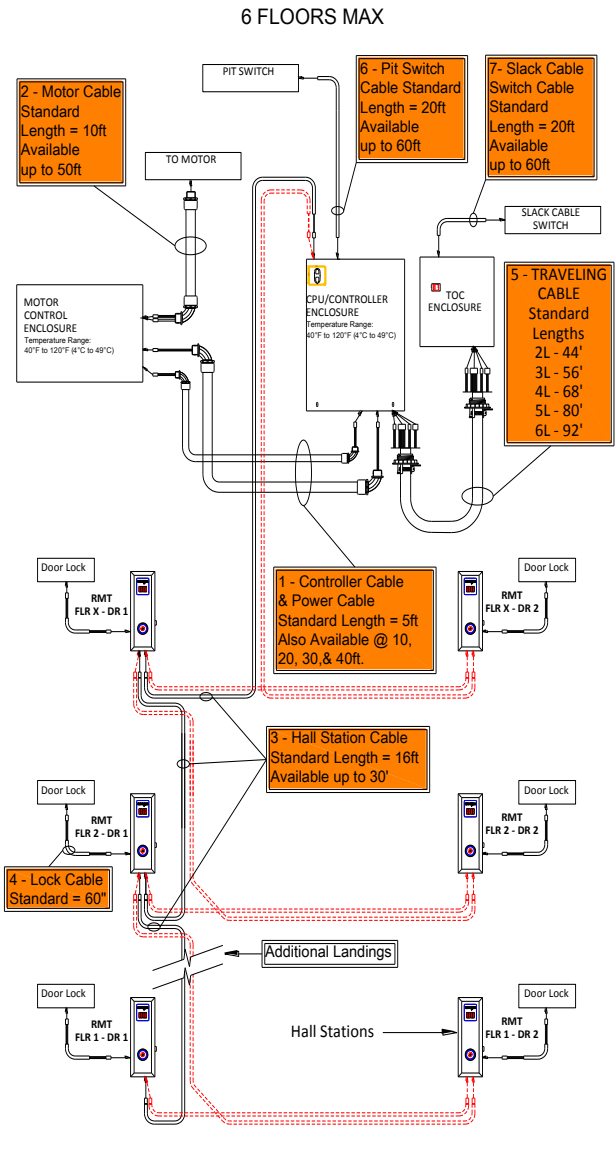 6 FLOORS MAX
PIT SWITCH
6 - Pit Switch
Cable Standard
Length = 20ft
Available
up to 60ft
7- Slack Cable
Switch Cable
Standard
Length = 20ft
Available
up to 60ft
2 - Motor Cable
Standard
Length = 10ft
Available
up to 50ft
TO MOTOR
SLACK CABLE
SWITCH
MOTOR
CONTROL
ENCLOSURE
Temperature Range:
40°F to 120°F (4°C to 49°C)
CPU/CONTROLLER
ENCLOSURE
Temperature Range:
40°F to 120°F (4°C to 49°C)
TOC
ENCLOSURE
5 - TRAVELING
CABLE
Standard
Lengths
2L - 44'
3L - 56'
4L - 68'
5L - 80'
6L - 92'
1 - Controller Cable
& Power Cable
Standard Length = 5ft
Also Available @ 10,
20, 30,& 40ft.
Door Lock
RMT
FLR X - DR 1
Door Lock
RMT
FLR X - DR 2
3 - Hall Station Cable
Standard Length = 16ft
Available up to 30'
Door Lock
RMT
FLR 2 - DR 1
Door Lock
RMT
FLR 2 - DR 2
4 - Lock Cable
Standard = 60"
Additional Landings
Door Lock
RMT
FLR 1 - DR 1
Hall Stations
Door Lock
RMT
FLR 1 - DR 2